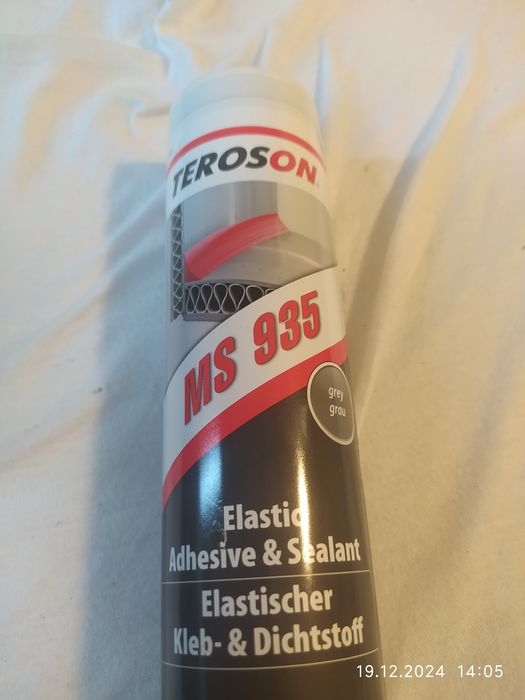 TEROSON
MS 935
grey
grau
Elastic
Adhesive & Sealant
Elastischer
Kleb- & Dichtstoff
19.12.2024 14:05